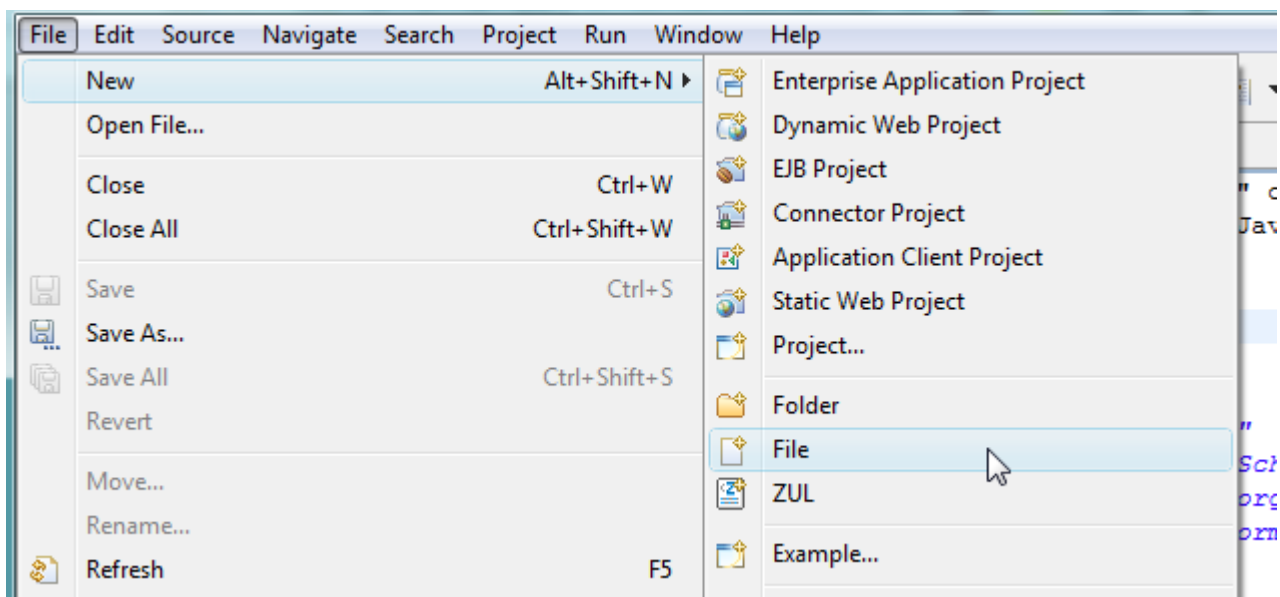 File Edit Source Navigate Search Project Run Window Help
New Alt+Shift+N
Open File...
Close Ctrl+W
Close All Ctrl+Shift+W
Save Ctrl+S
Save As...
Save All Ctrl+Shift+S
Revert
Move...
Rename...
Refresh F5
Enterprise Application Project
Dynamic Web Project
EJB Project
Connector Project
Application Client Project
Static Web Project
Project...
Folder
File
ZUL
Example...